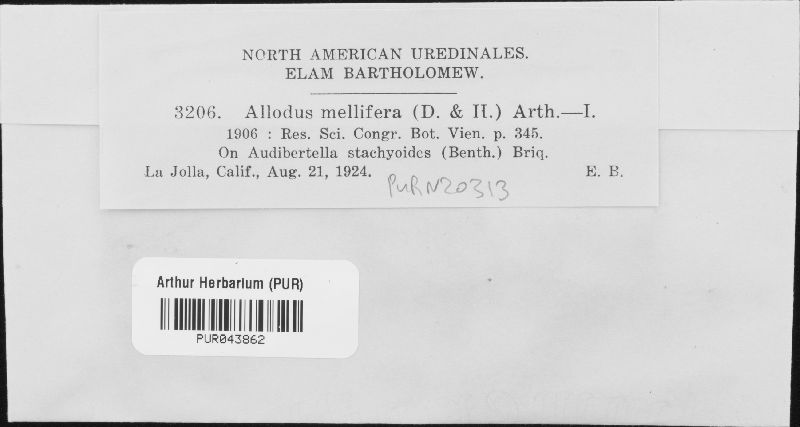 NORTH AMERICAN UREDINALES.
ELAM BARTHOLOMEW.
3206. Allodus mellifera (D. & H.) Arth.—I.
1906 : Res. Sci. Congr. Bot. Vien. p. 345.
On Audibertella stachyoides (Benth.) Briq.
La Jolla, Calif., Aug. 21, 1924. E. B.
PURN20313
Arthur Herbarium (PUR)
PUR043862